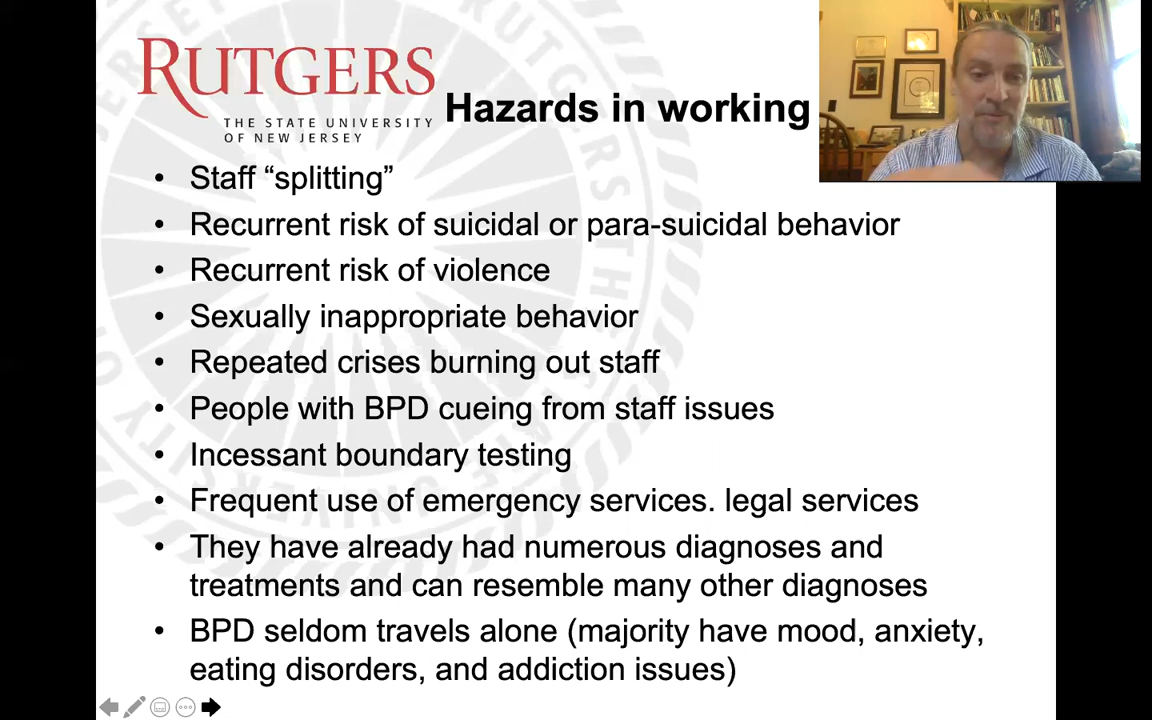 RUTGERS
THE STATE UNIVERSITY
OF NEW JERSEY
Hazards in working
• Staff “splitting”
• Recurrent risk of suicidal or para-suicidal behavior
• Recurrent risk of violence
• Sexually inappropriate behavior
• Repeated crises burning out staff
• People with BPD cueing from staff issues
• Incessant boundary testing
• Frequent use of emergency services. legal services
• They have already had numerous diagnoses and
treatments and can resemble many other diagnoses
• BPD seldom travels alone (majority have mood, anxiety,
eating disorders, and addiction issues)